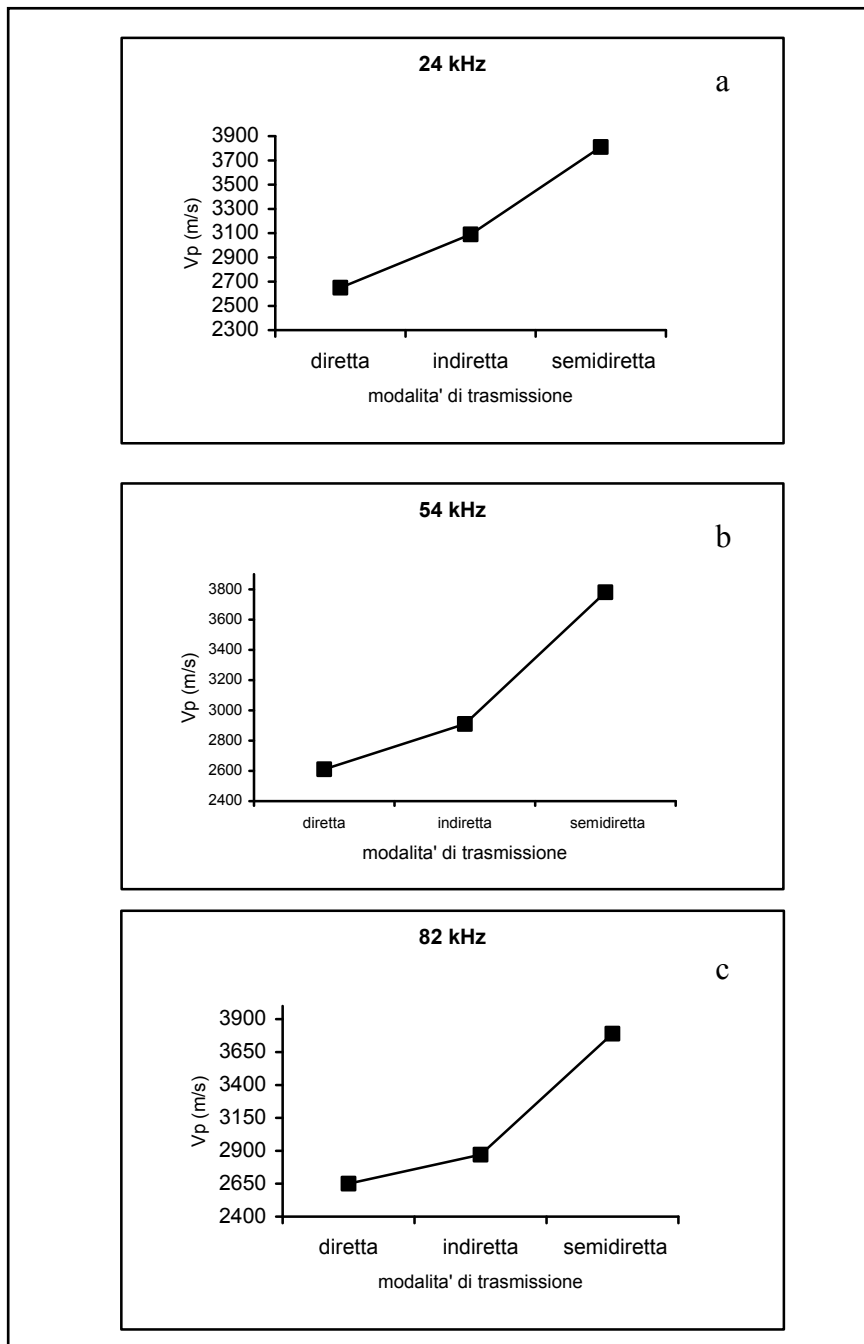 24 kHz
a
3900
3700
3500
3300
3100
2900
2700
2500
2300
Vp (m/s)
diretta indiretta semidiretta
modalita' di trasmissione
54 kHz
b
3800
3600
3400
3200
3000
2800
2600
2400
Vp (m/s)
diretta indiretta semidiretta
modalita' di trasmissione
82 kHz
c
3900
3650
3400
3150
2900
2650
2400
Vp (m/s)
diretta indiretta semidiretta
modalita' di trasmissione